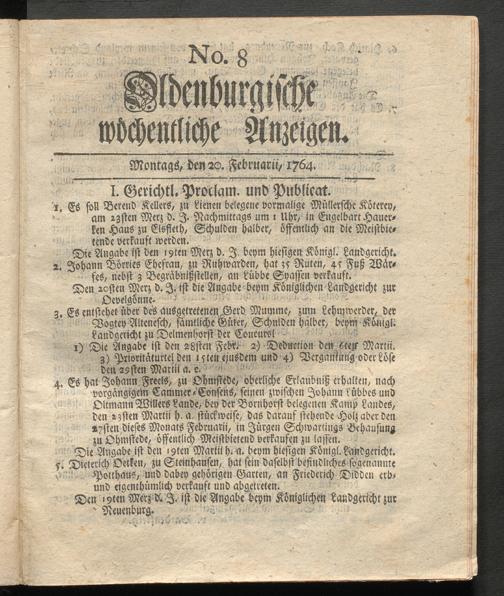 No. 8
Oldenburgische
wöchentliche Anzeigen.
Montags, den 20. Februarii, 1764.
I. Gerichtl. Proclam. und Publicat.
1. Es soll Berend Kellers, zu Lienen belegene vormalige Müllersche Köterey,
am 23sten Merz d. J. Nachmittags um 1 Uhr, in Engelbart Hauer-
ken Haus zu Elsfleth, Schulden halber, öffentlich an die Meistbie-
tende verkauft werden.
Die Angabe ist den 19ten Merz d. J. beym hiesigen Königl. Landgericht.
2. Johann Börries Ehefrau, zu Ruhwarden, hat 35 Ruten, 45 Fuß Wär-
fes, nebst 3 Begräbnißstellen, an Lübbe Spassen verkauft.
Den 20sten Merz d. J. ist die Angabe beym Königlichen Landgericht zur
Ovelgönne.
3. Es entstehet über des ausgetretenen Gerd Mumme, zum Lehmwerder, der
Vogtey Altenesch, sämtliche Güter, Schulden halber, beym Königl.
Landgericht zu Delmenhorst der Concurs!
1) Die Angabe ist den 28sten Febr. 2) Deduction den 6ten Martii.
3) Prioritäturtel den 15ten ejusdem und 4) Vergantung oder Löse
den 29sten Martii a. c.
4. Es hat Johann Freels, zu Ohmstede, oberliche Erlaubniß erhalten, nach
vorgängigem Cammer-Consens, seinen zwischen Johann Lübbes und
Oltmann Willers Lande, bey der Bornhorst belegenen Kamp Landes,
den 23sten Martii h. a. stückweise, das darauf stehende Holz aber den
27sten dieses Monats Februarii, in Jürgen Schwartings Behausung
zu Ohmstede, öffentlich Meistbietend verkaufen zu lassen.
Die Angabe ist den 19ten Martii h. a. beym hiesigen Königl. Landgericht.
5. Dieterich Oetken, zu Steinhausen, hat sein daselbst befindliches sogenannte
Potthaus, und dabey gehörigen Garten, an Friederich Didden erb-
und eigenthümlich verkauft und abgetreten.
Den 19ten Merz d. J. ist die Angabe beym Königlichen Landgericht zur
Neuenburg.